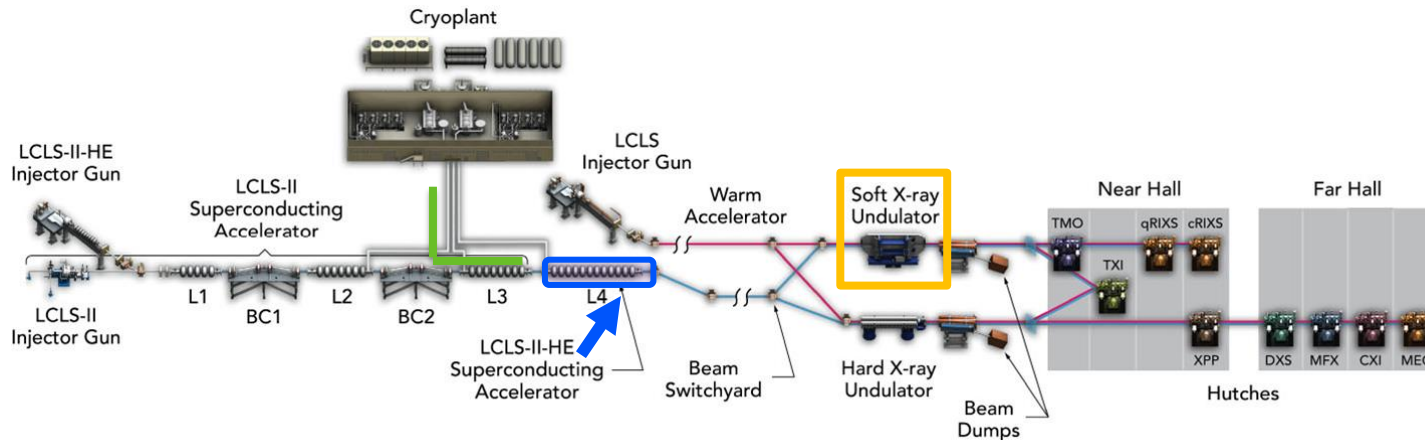 Cryoplant
LCLS-II-HE
Injector Gun
LCLS-II
Superconducting
Accelerator
LCLS
Injector Gun
Warm
Accelerator
Soft X-ray
Undulator
Near Hall
Far Hall
TMO
qRIXS
cRIXS
TXI
L1
BC1
L2
BC2
L3
L4
LCLS-II
Injector Gun
LCLS-II-HE
Superconducting
Accelerator
Beam
Switchyard
Hard X-ray
Undulator
Beam
Dumps
XPP
DXS
MFX
CXI
MEC
Hutches